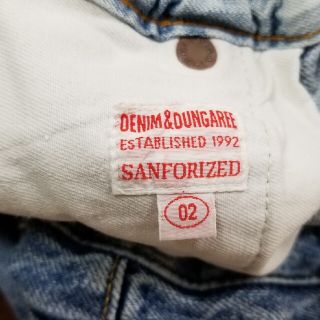 DENIM&DUNGAREE
ESTABLISHED 1992
SANFORIZED
02